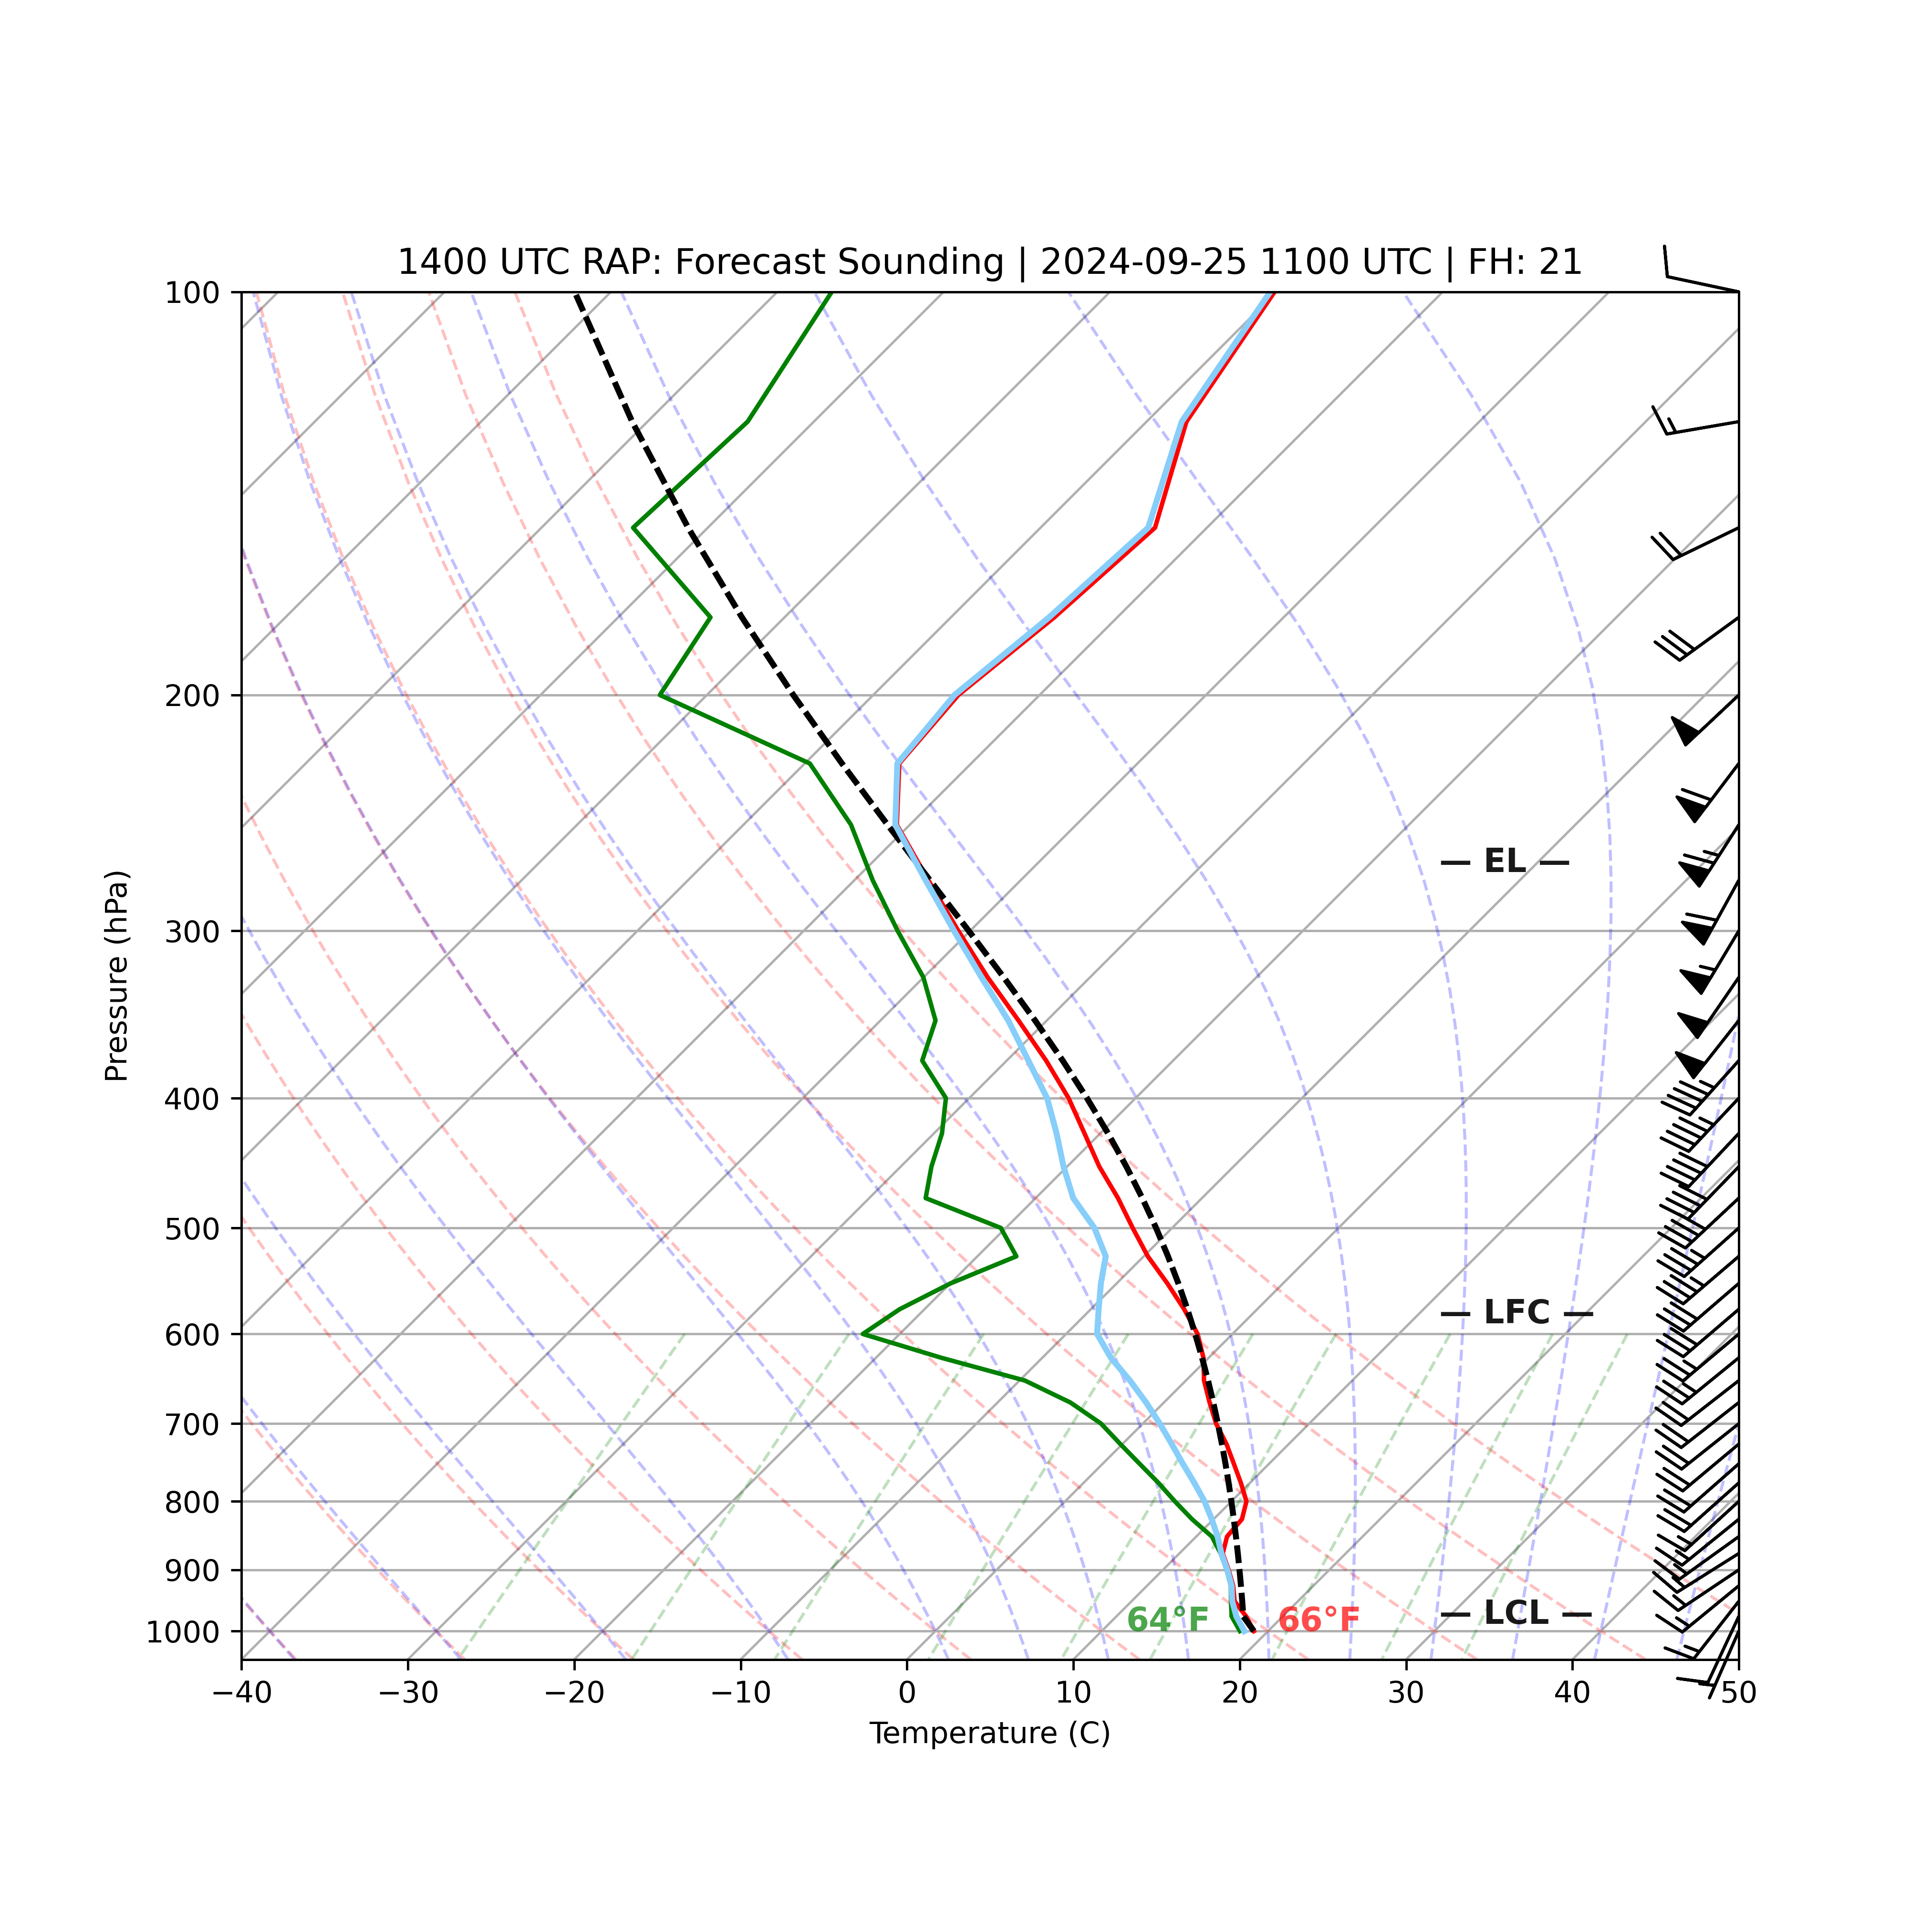 1400 UTC RAP: Forecast Sounding | 2024-09-25 1100 UTC | FH: 21
100
200
300
400
500
600
700
800
900
1000
Pressure (hPa)
— EL —
— LFC —
— LCL —
64°F 66°F
−40 −30 −20 −10 0 10 20 30 40 50
Temperature (C)